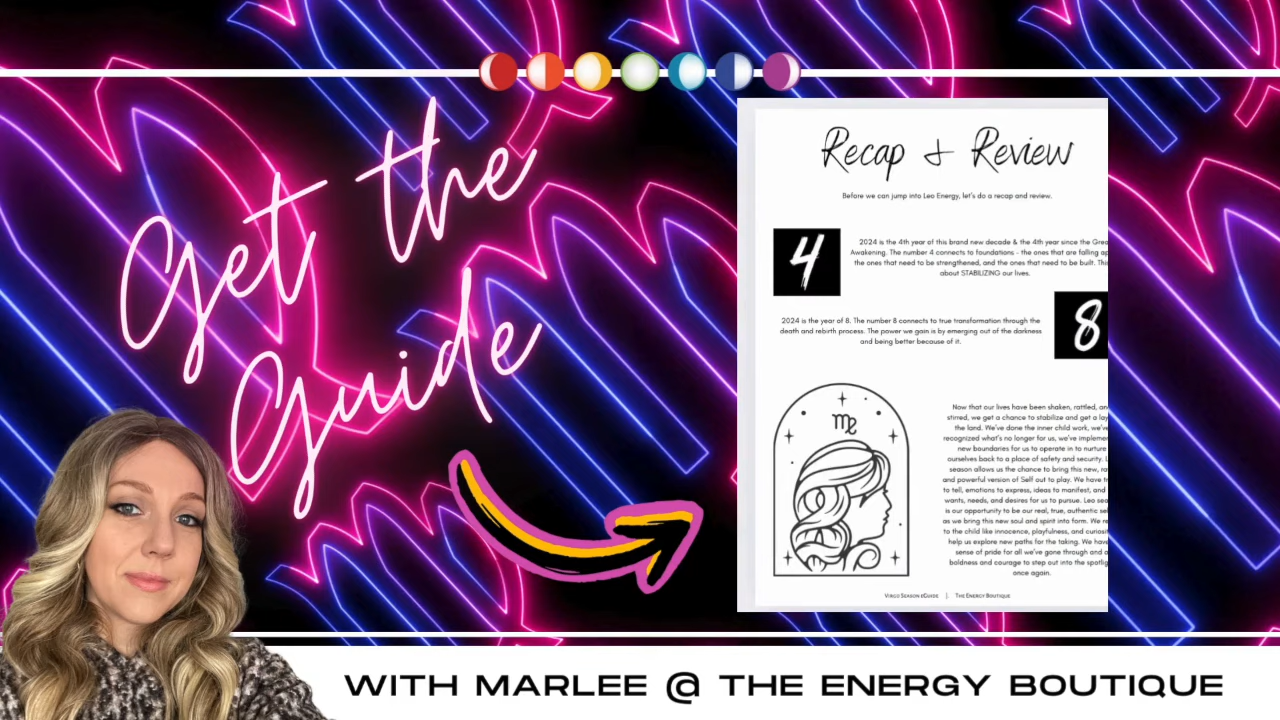 Get the
Guide
Recap & Review
Before we can jump into Leo Energy, let's do a recap and review.
4
2024 is the 4th year of this brand new decade & the 4th year since the Grea
Awakening. The number 4 connects to foundations - the ones that are falling ap
the ones that need to be strengthened, and the ones that need to be built. This
about STABILIZING our lives.
8
2024 is the year of 8. The number 8 connects to true transformation through the
death and rebirth process. The power we gain is by emerging out of the darkness
and being better because of it.
♍
Now that our lives have been shaken, rattled, an
stirred, we get a chance to stabilize and get a lay
the land. We've done the inner child work, we've
recognized what's no longer for us, we've implemen
new boundaries for us to operate in to nurture
ourselves back to a place of safety and security. L
season allows us the chance to bring this new, ra
and powerful version of Self out to play. We have tr
to tell, emotions to express, ideas to manifest, and
wants, needs, and desires for us to pursue. Leo sea
is our opportunity to be our real, true, authentic sel
as we bring this new soul and spirit into form. We re
to the child like innocence, playfulness, and curiosit
help us explore new paths for the taking. We have
sense of pride for all we've gone through and a
boldness and courage to step out into the spotlig
once again.
Virgo Season eGuide | The Energy Boutique
WITH MARLEE @ THE ENERGY BOUTIQUE